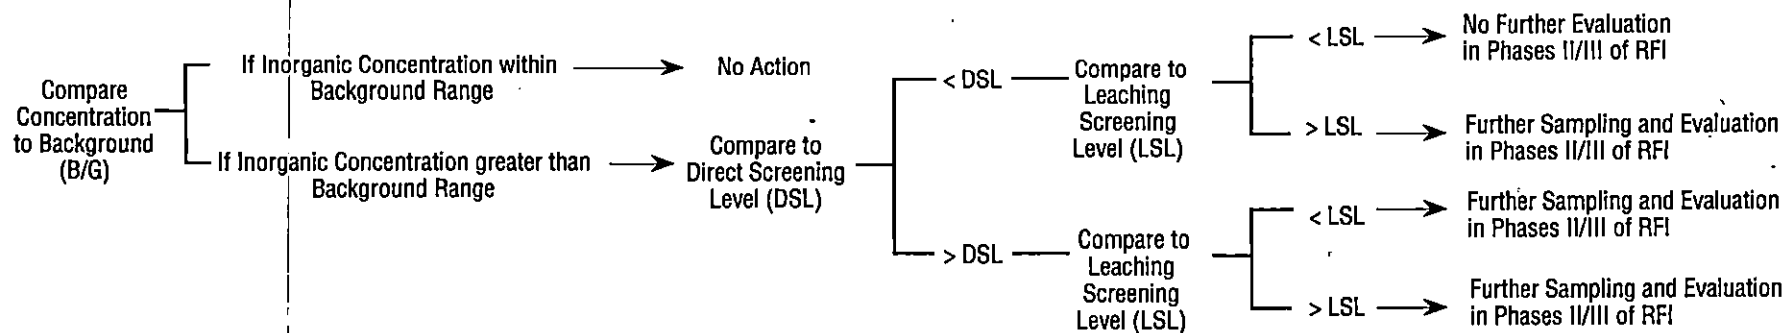 Compare
Concentration
to Background
(B/G)
If Inorganic Concentration within
Background Range
No Action
If Inorganic Concentration greater than
Background Range
Compare to
Direct Screening
Level (DSL)
< DSL
Compare to
Leaching
Screening
Level (LSL)
< LSL
No Further Evaluation
in Phases II/III of RFI
> LSL
Further Sampling and Evaluation
in Phases II/III of RFI
> DSL
Compare to
Leaching
Screening
Level (LSL)
< LSL
Further Sampling and Evaluation
in Phases II/III of RFI
> LSL
Further Sampling and Evaluation
in Phases II/III of RFI